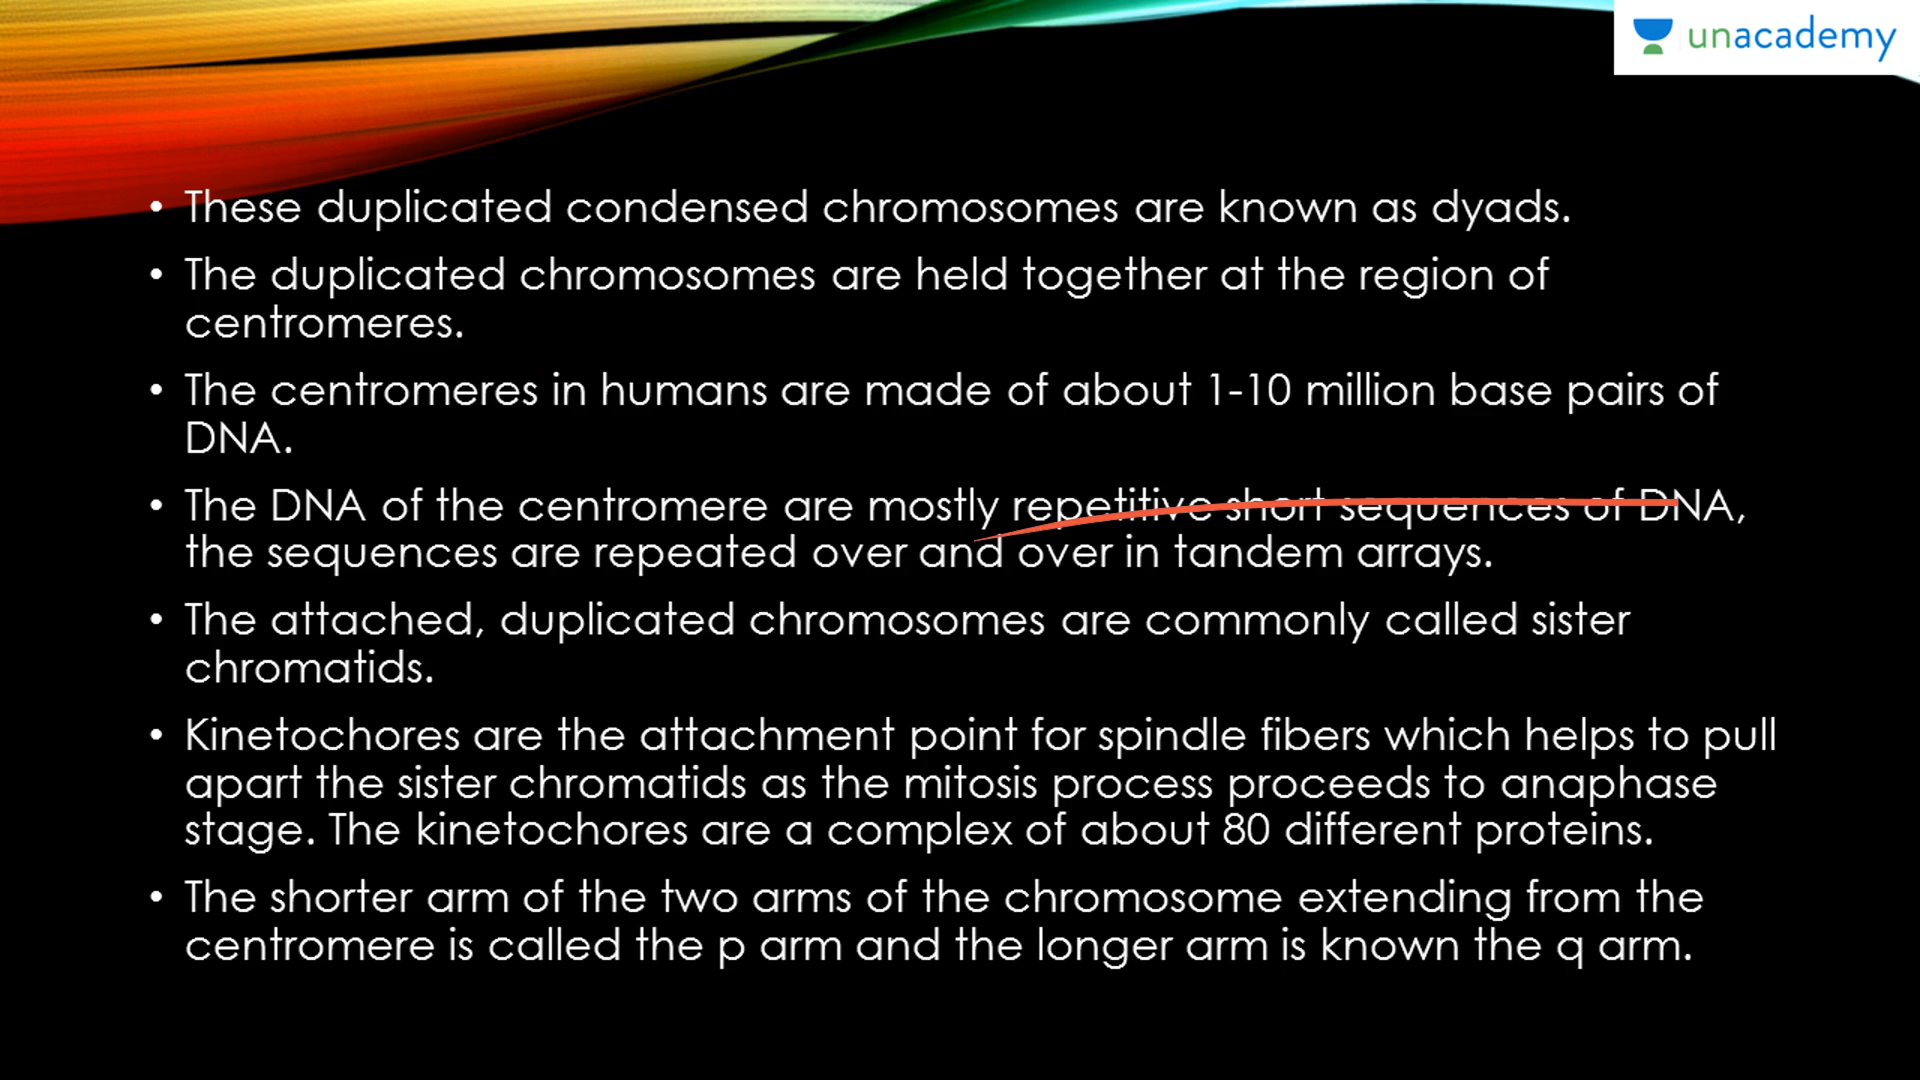 unacademy
• These duplicated condensed chromosomes are known as dyads.
• The duplicated chromosomes are held together at the region of
centromeres.
• The centromeres in humans are made of about 1-10 million base pairs of
DNA.
• The DNA of the centromere are mostly repetitive short sequences of DNA,
the sequences are repeated over and over in tandem arrays.
• The attached, duplicated chromosomes are commonly called sister
chromatids.
• Kinetochores are the attachment point for spindle fibers which helps to pull
apart the sister chromatids as the mitosis process proceeds to anaphase
stage. The kinetochores are a complex of about 80 different proteins.
• The shorter arm of the two arms of the chromosome extending from the
centromere is called the p arm and the longer arm is known the q arm.